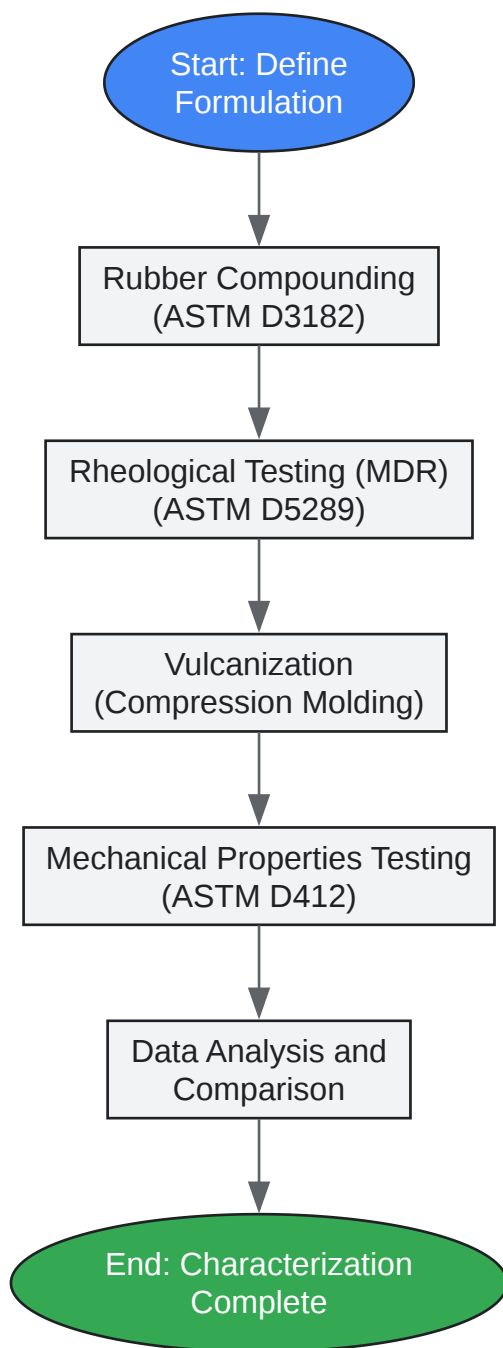 Start: Define
Formulation
Rubber Compounding
(ASTM D3182)
Rheological Testing (MDR)
(ASTM D5289)
Vulcanization
(Compression Molding)
Mechanical Properties Testing
(ASTM D412)
Data Analysis and
Comparison
End: Characterization
Complete